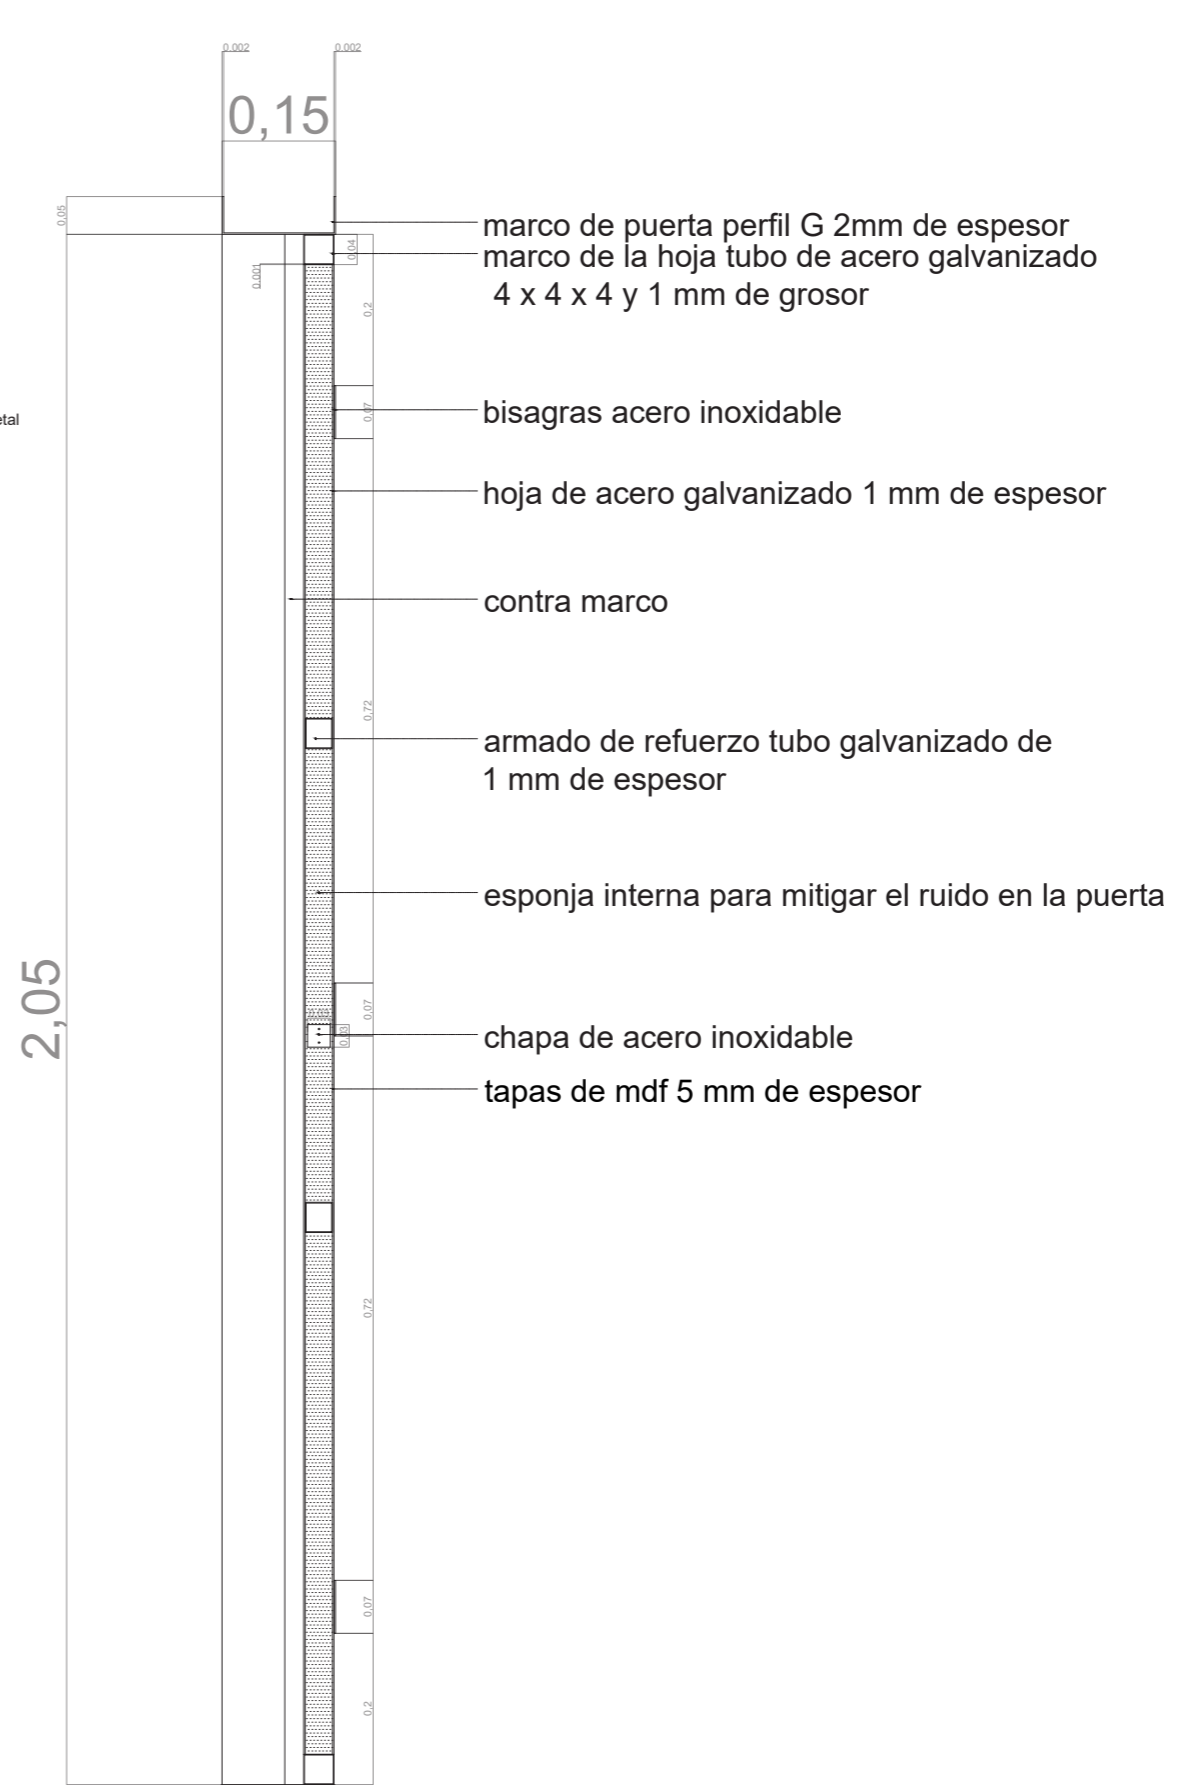 0.002
0.002
0,15
0,05
marco de puerta perfil G 2mm de espesor
0,04
marco de la hoja tubo de acero galvanizado
0.001
4 x 4 x 4 y 1 mm de grosor
0,2
0,07
bisagras acero inoxidable
etal
hoja de acero galvanizado 1 mm de espesor
contra marco
0,72
armado de refuerzo tubo galvanizado de
1 mm de espesor
esponja interna para mitigar el ruido en la puerta
2,05
0,07
0,03
chapa de acero inoxidable
tapas de mdf 5 mm de espesor
0,72
0,07
0,2